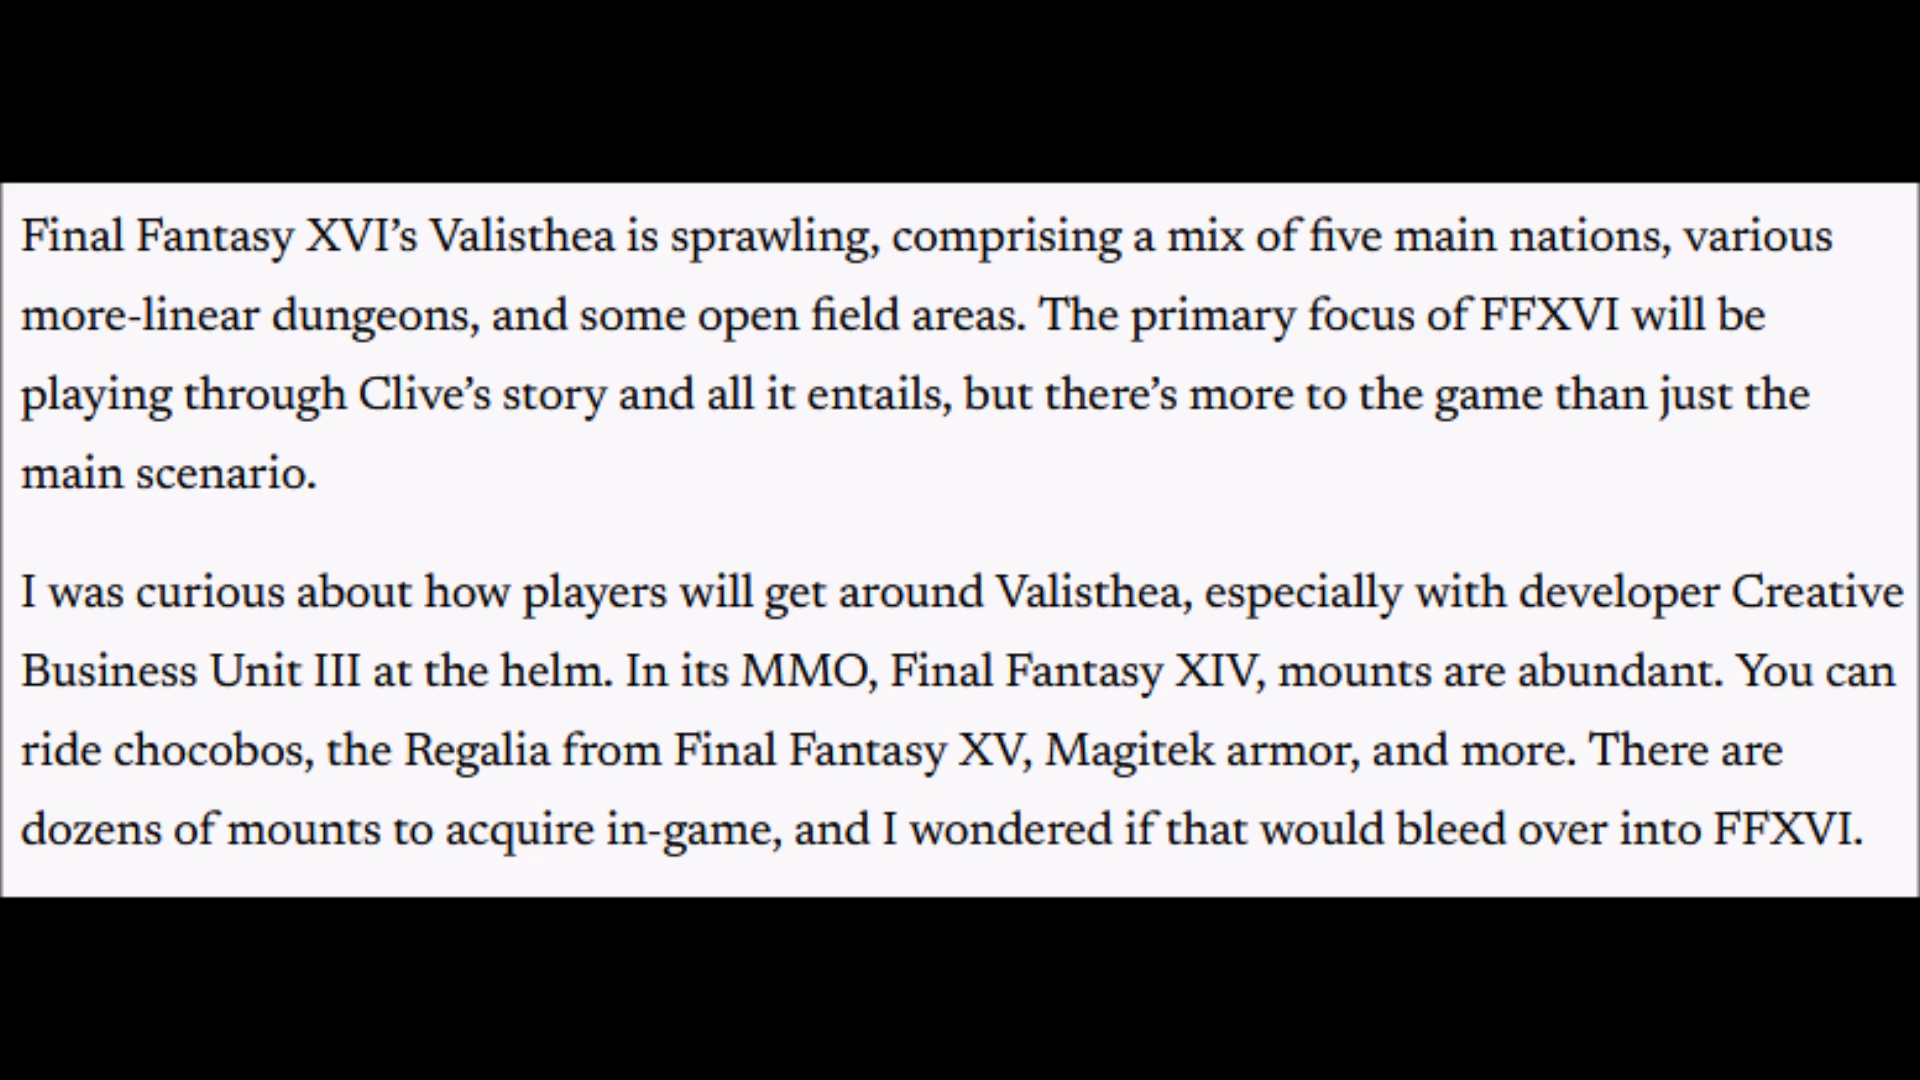 Final Fantasy XVI’s Valisthea is sprawling, comprising a mix of five main nations, various
more-linear dungeons, and some open field areas. The primary focus of FFXVI will be
playing through Clive’s story and all it entails, but there’s more to the game than just the
main scenario.
I was curious about how players will get around Valisthea, especially with developer Creative
Business Unit III at the helm. In its MMO, Final Fantasy XIV, mounts are abundant. You can
ride chocobos, the Regalia from Final Fantasy XV, Magitek armor, and more. There are
dozens of mounts to acquire in-game, and I wondered if that would bleed over into FFXVI.